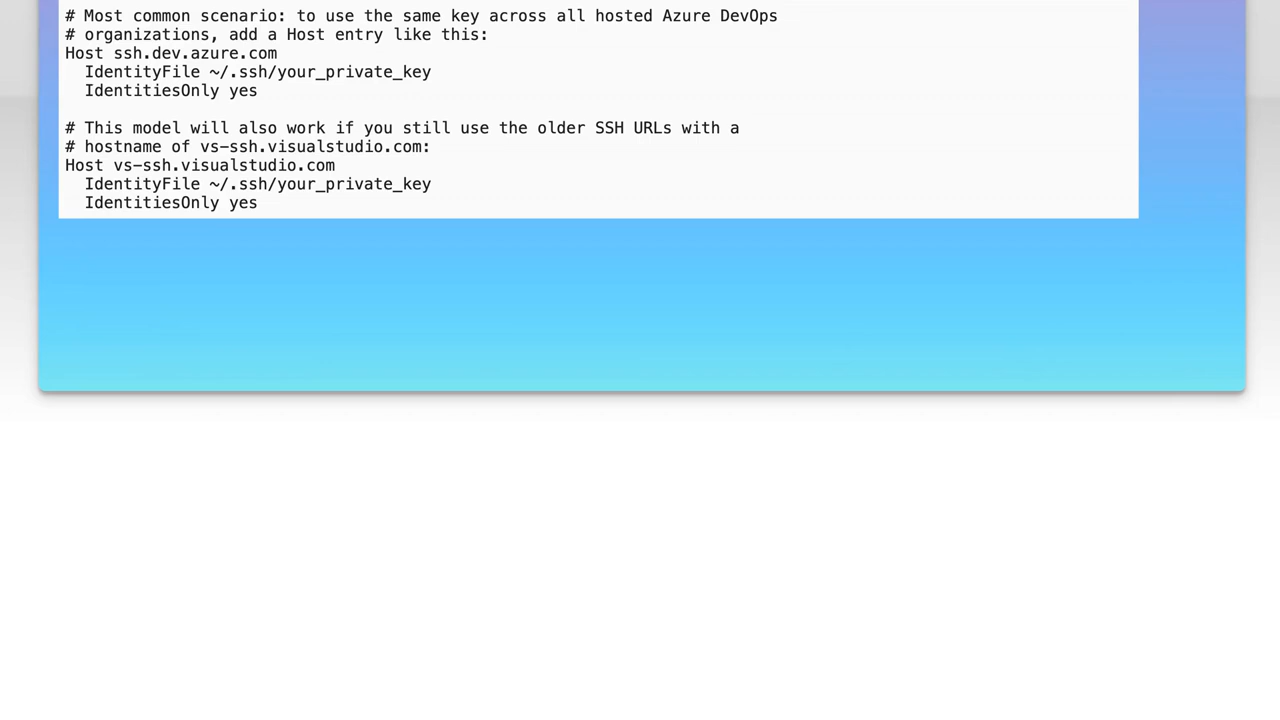 # Most common scenario: to use the same key across all hosted Azure DevOps
# organizations, add a Host entry like this:
Host ssh.dev.azure.com
  IdentityFile ~/.ssh/your_private_key
  IdentitiesOnly yes

# This model will also work if you still use the older SSH URLs with a
# hostname of vs-ssh.visualstudio.com:
Host vs-ssh.visualstudio.com
  IdentityFile ~/.ssh/your_private_key
  IdentitiesOnly yes